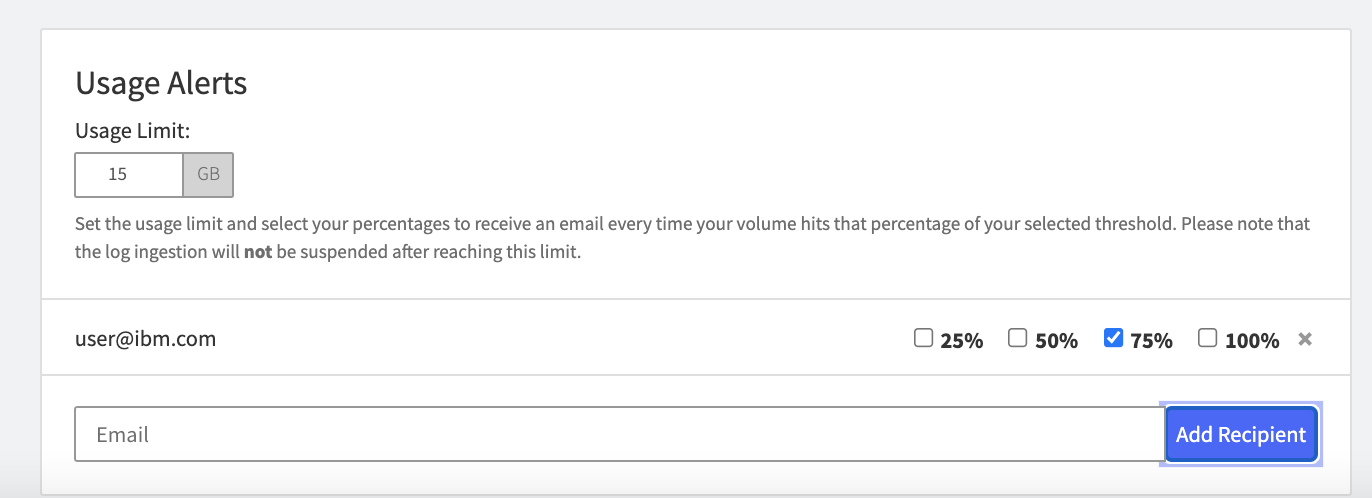 Usage Alerts
Usage Limit:
15 GB
Set the usage limit and select your percentages to receive an email every time your volume hits that percentage of your selected threshold. Please note that
the log ingestion will not be suspended after reaching this limit.
user@ibm.com 25% 50% 75% 100%
Email Add Recipient